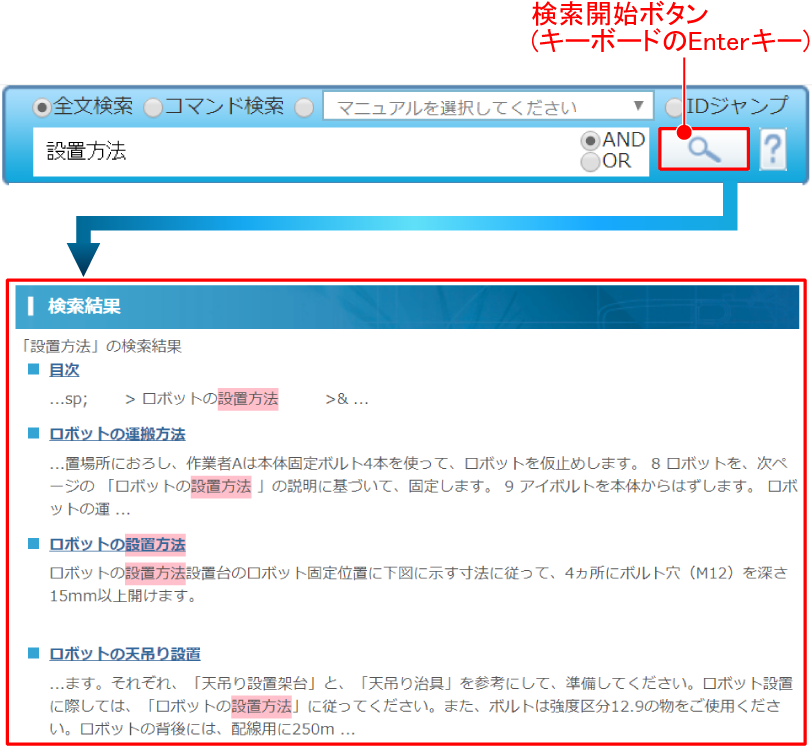 検索開始ボタン
(キーボードのEnterキー)
全文検索 コマンド検索 マニュアルを選択してください ▼ IDジャンプ
設置方法 AND
OR
?
検索結果
「設置方法」の検索結果
目次
...sp; > ロボットの設置方法 >& ...
ロボットの運搬方法
...置場所におろし、作業者Aは本体固定ボルト4本を使って、ロボットを仮止めします。 8 ロボットを、次ペ
ージの 「ロボットの設置方法 」の説明に基づいて、固定します。 9 アイボルトを本体からはずします。 ロボ
ットの運 ...
ロボットの設置方法
ロボットの設置方法設置台のロボット固定位置に下図に示す寸法に従って、4ヵ所にボルト穴（M12）を深さ
15mm以上開けます。
ロボットの天吊り設置
...ます。それぞれ、「天吊り設置架台」と、「天吊り治具」を参考にして、準備してください。ロボット設置
に際しては、「ロボットの設置方法」に従ってください。また、ボルトは強度区分12.9の物をご使用くださ
い。ロボットの背後には、配線用に250m ...